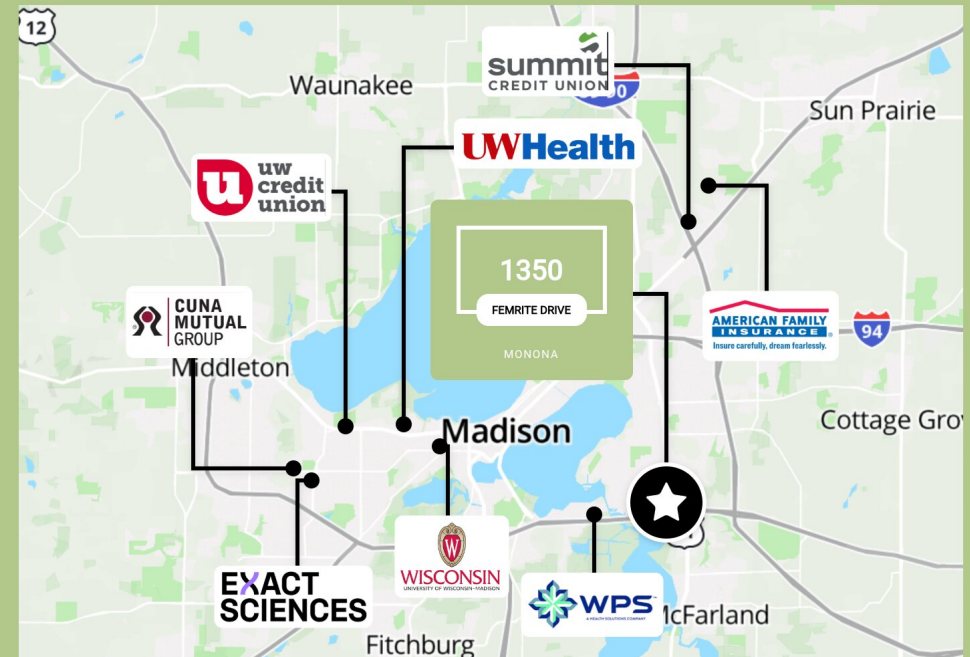 12
summit
CREDIT UNION
90
Waunakee
Sun Prairie
UWHealth
uw
credit
union
1350
FEMRITE DRIVE
MONONA
CUNA
MUTUAL
GROUP
AMERICAN FAMILY
INSURANCE
Insure carefully, dream fearlessly.
94
Middleton
Cottage Gro
Madison
W
WISCONSIN
UNIVERSITY OF WISCONSIN–MADISON
EXACT
SCIENCES
WPS
A HEALTH SOLUTIONS COMPANY
McFarland
Fitchburg